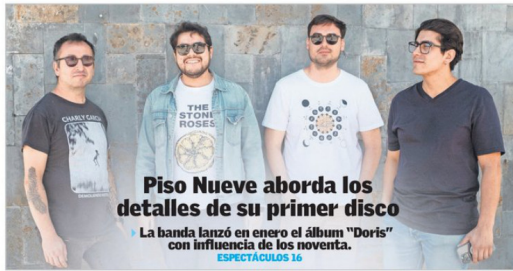 CHARLY GARCIA
THE
STONE
ROSES
Piso Nueve aborda los
detalles de su primer disco
La banda lanzó en enero el álbum "Doris"
con influencia de los noventa.
ESPECTÁCULOS 16